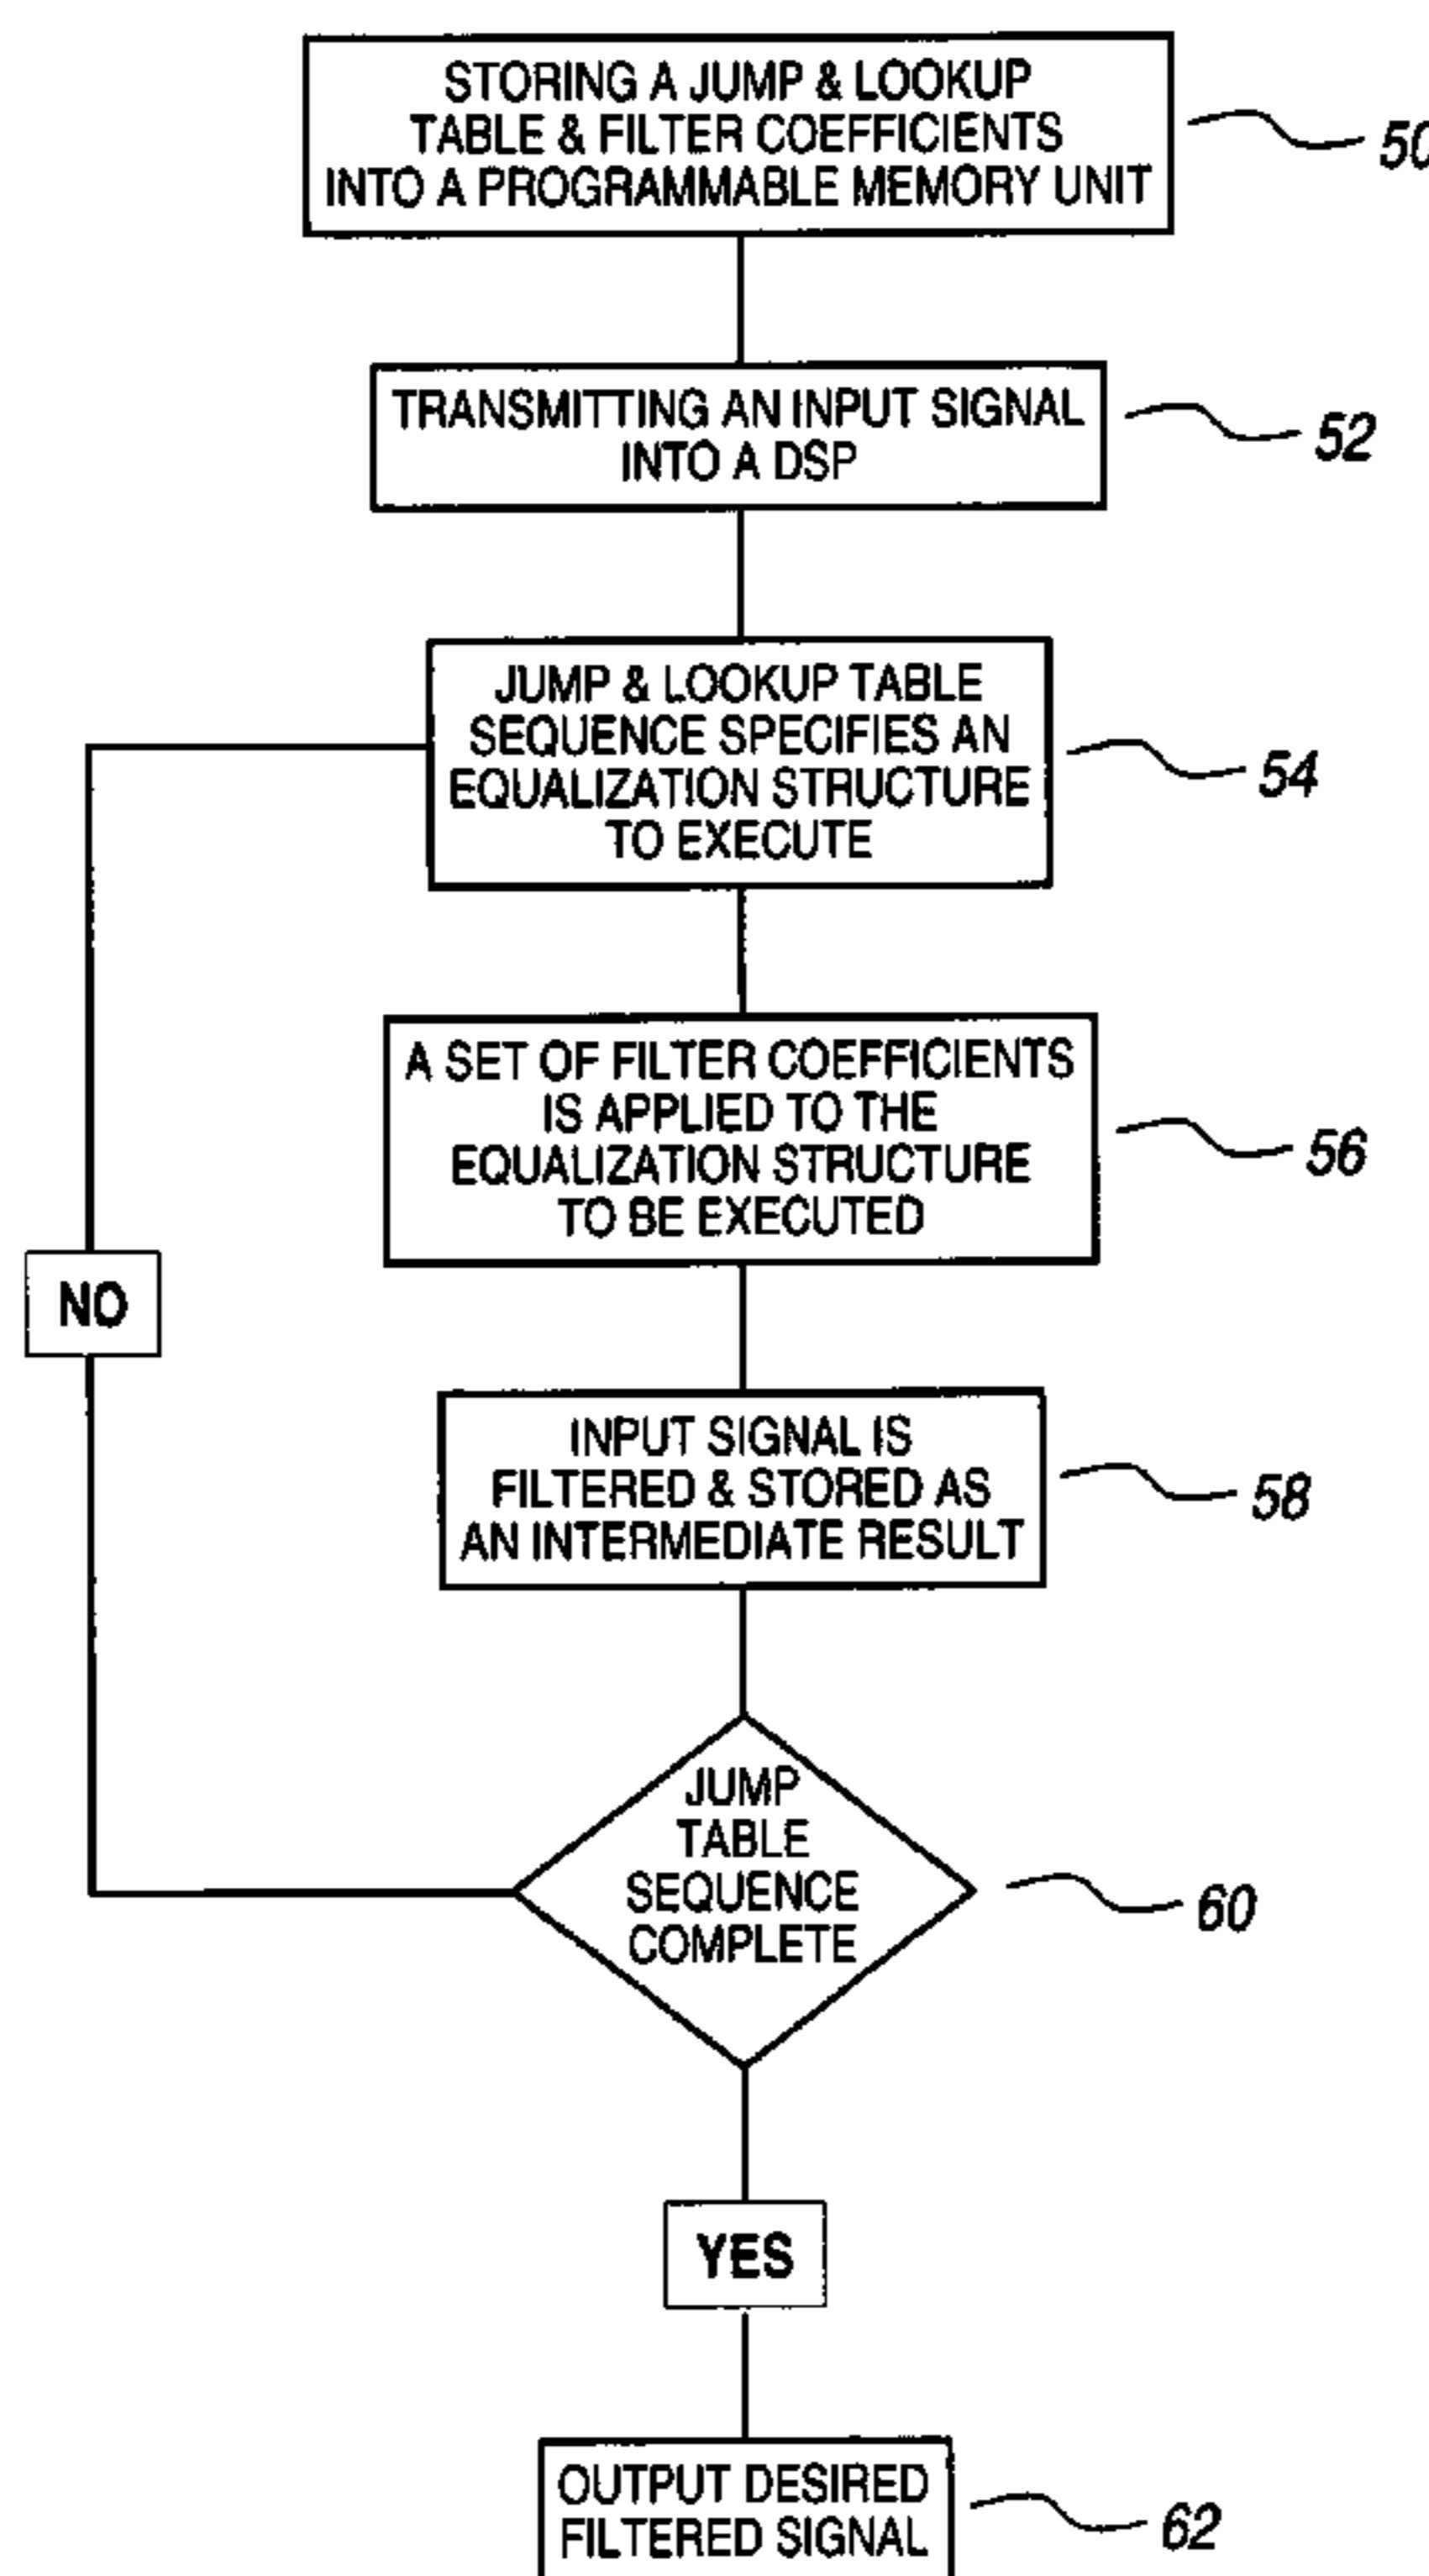 STORING A JUMP & LOOKUP
TABLE & FILTER COEFFICIENTS
INTO A PROGRAMMABLE MEMORY UNIT
50
TRANSMITTING AN INPUT SIGNAL
INTO A DSP
52
JUMP & LOOKUP TABLE
SEQUENCE SPECIFIES AN
EQUALIZATION STRUCTURE
TO EXECUTE
54
A SET OF FILTER COEFFICIENTS
IS APPLIED TO THE
EQUALIZATION STRUCTURE
TO BE EXECUTED
56
NO
INPUT SIGNAL IS
FILTERED & STORED AS
AN INTERMEDIATE RESULT
58
JUMP
TABLE
SEQUENCE
COMPLETE
60
YES
OUTPUT DESIRED
FILTERED SIGNAL
62